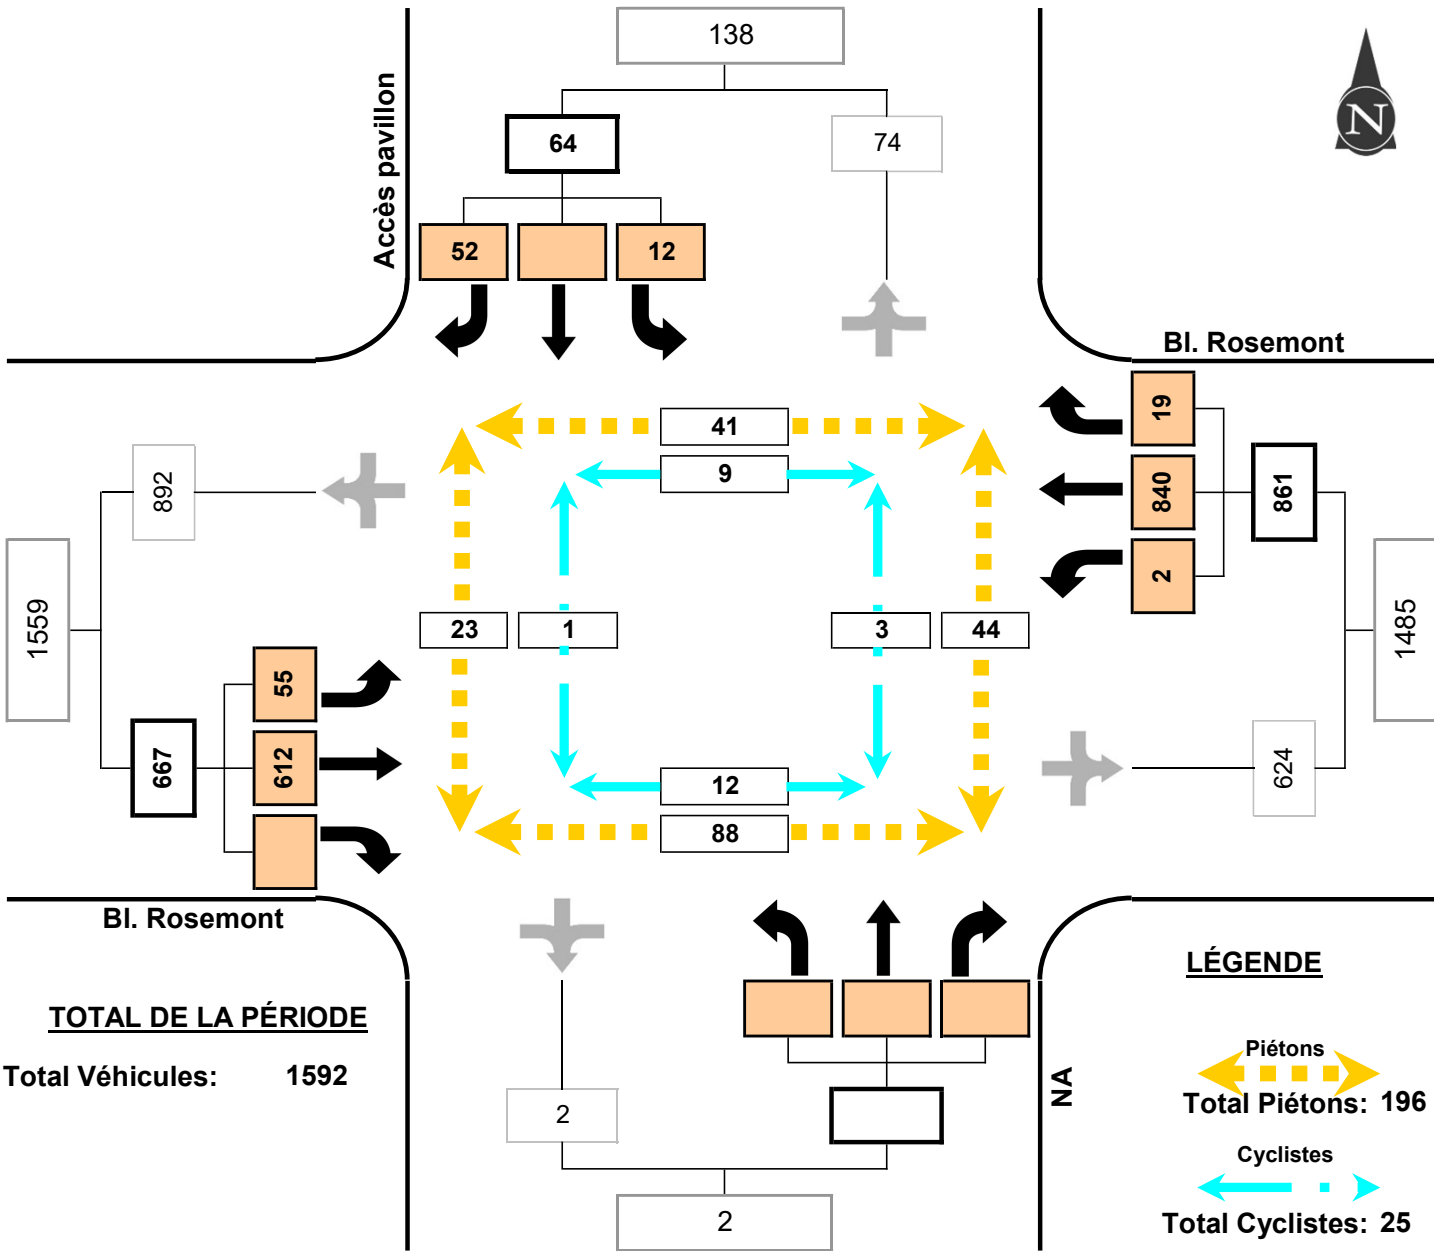 138
N
Accès pavillon
64
74
52
12
Bl. Rosemont
19
840
2
861
1485
624
41
9
892
1559
23
1
3
44
55
612
667
12
88
Bl. Rosemont
TOTAL DE LA PÉRIODE
Total Véhicules: 1592
2
2
NA
LÉGENDE
Piétons
Total Piétons: 196
Cyclistes
Total Cyclistes: 25